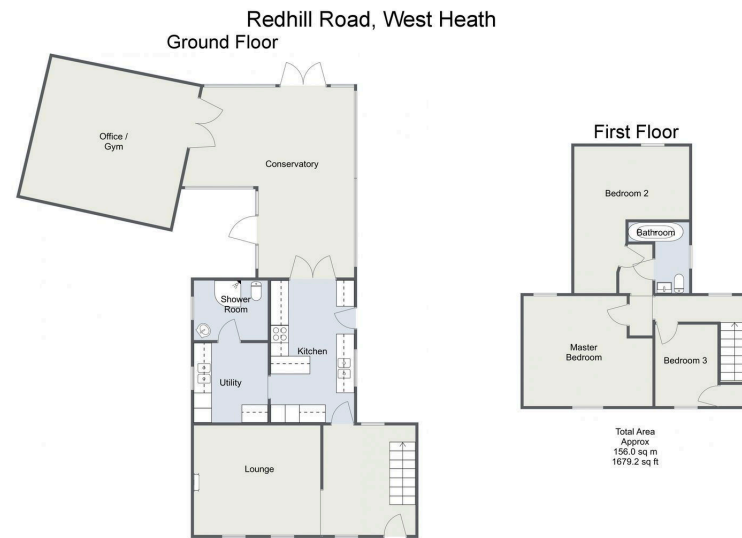 Redhill Road, West Heath
Ground Floor
Office /
Gym
Conservatory
Shower
Room
Kitchen
Utility
Lounge
First Floor
Bedroom 2
Bathroom
Master
Bedroom
Bedroom 3
Total Area
Approx
156.0 sq m
1679.2 sq ft